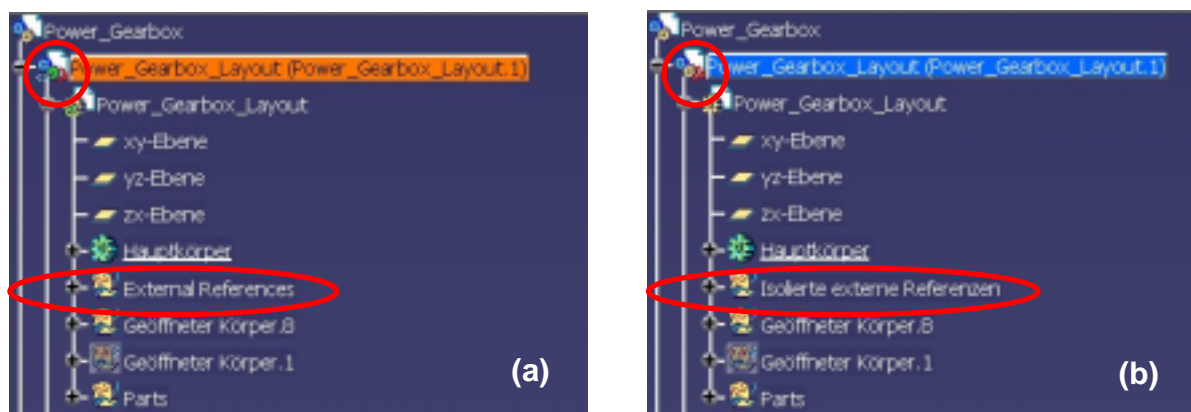 Power_Gearbox
Power_Gearbox_Layout (Power_Gearbox_Layout.1)
Power_Gearbox_Layout
xy-Ebene
yz-Ebene
zx-Ebene
Hauptkörper
External References
Geöffneter Körper.8
Geöffneter Körper.1
Parts
(a)
Power_Gearbox
Power_Gearbox_Layout (Power_Gearbox_Layout.1)
Power_Gearbox_Layout
xy-Ebene
yz-Ebene
zx-Ebene
Hauptkörper
Isolierte externe Referenzen
Geöffneter Körper.8
Geöffneter Körper.1
Parts
(b)